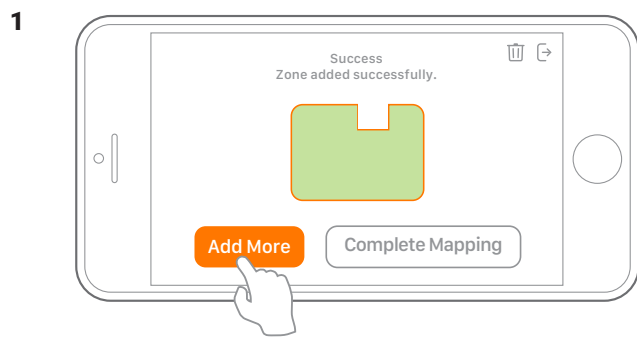 1
Success
Zone added successfully.
Add More
Complete Mapping